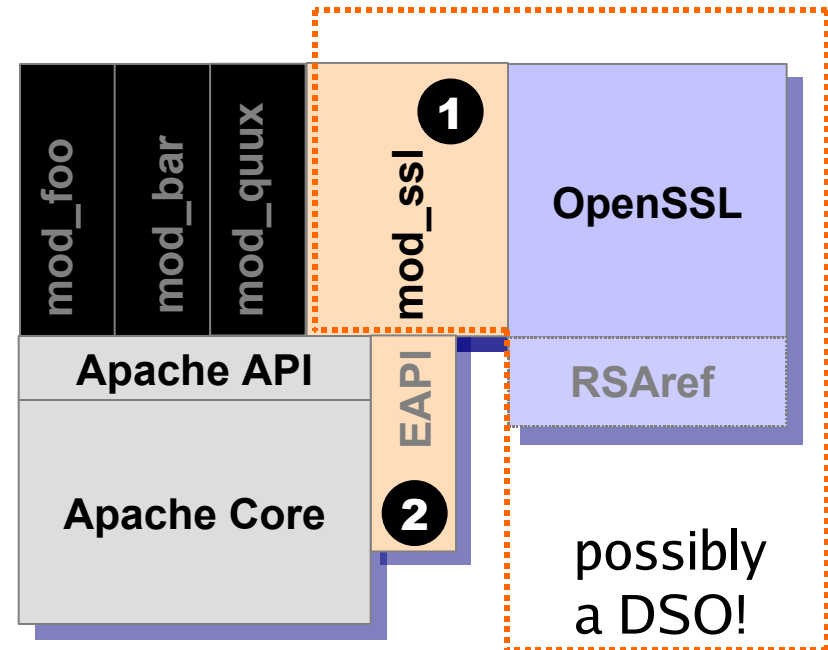 mod_foo
mod_bar
mod_quux
mod_ssl
1
OpenSSL
Apache API
EAPI
RSAref
Apache Core
2
possibly
a DSO!